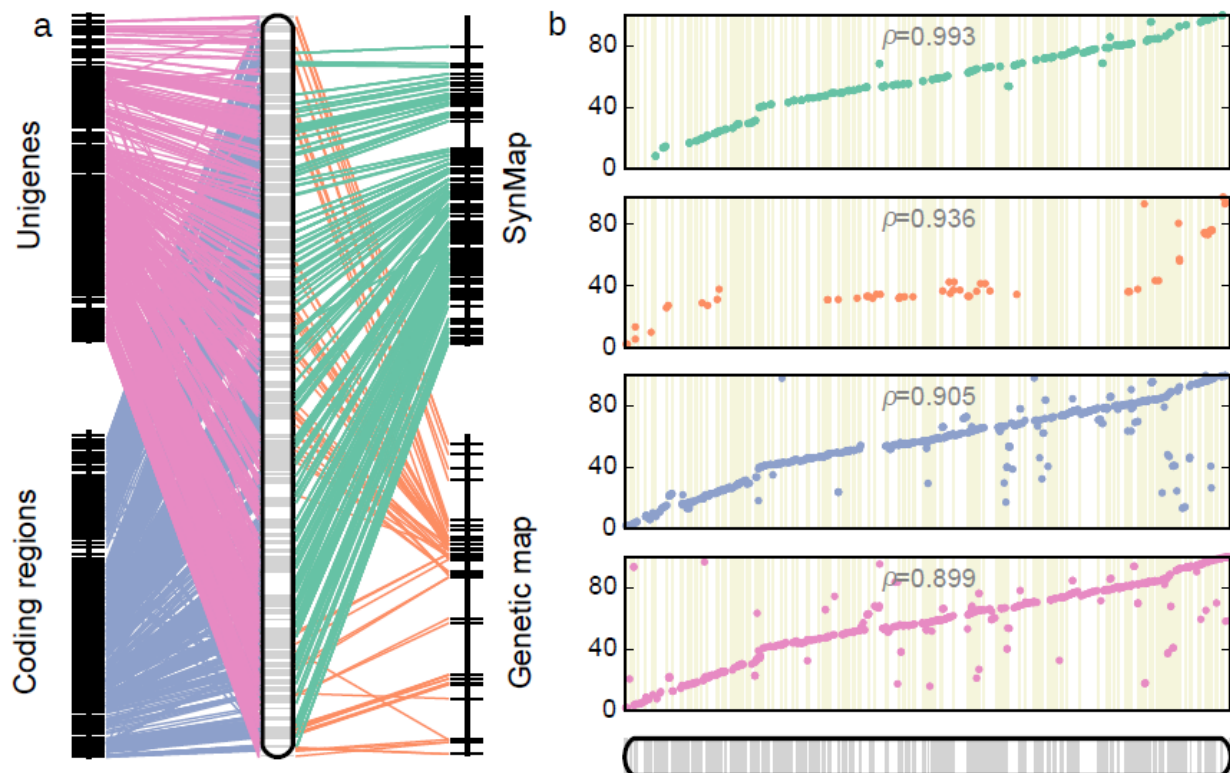 a
Unigenes
Coding regions
SynMap
Genetic map
b
80
40
0
ρ=0.993
80
40
0
ρ=0.936
80
40
0
ρ=0.905
80
40
0
ρ=0.899